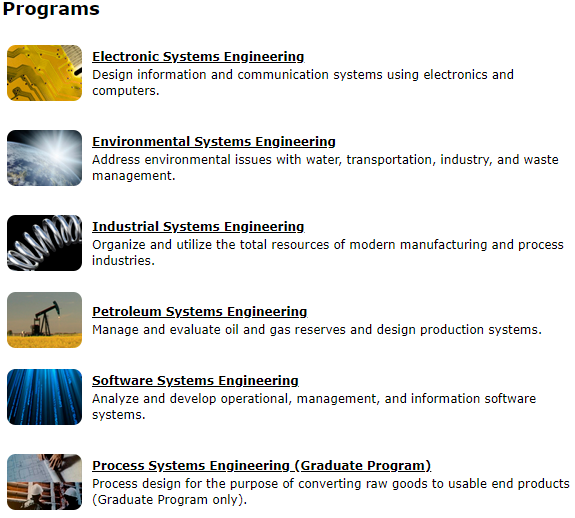 Programs
Electronic Systems Engineering
Design information and communication systems using electronics and
computers.
Environmental Systems Engineering
Address environmental issues with water, transportation, industry, and waste
management.
Industrial Systems Engineering
Organize and utilize the total resources of modern manufacturing and process
industries.
Petroleum Systems Engineering
Manage and evaluate oil and gas reserves and design production systems.
Software Systems Engineering
Analyze and develop operational, management, and information software
systems.
Process Systems Engineering (Graduate Program)
Process design for the purpose of converting raw goods to usable end products
(Graduate Program only).